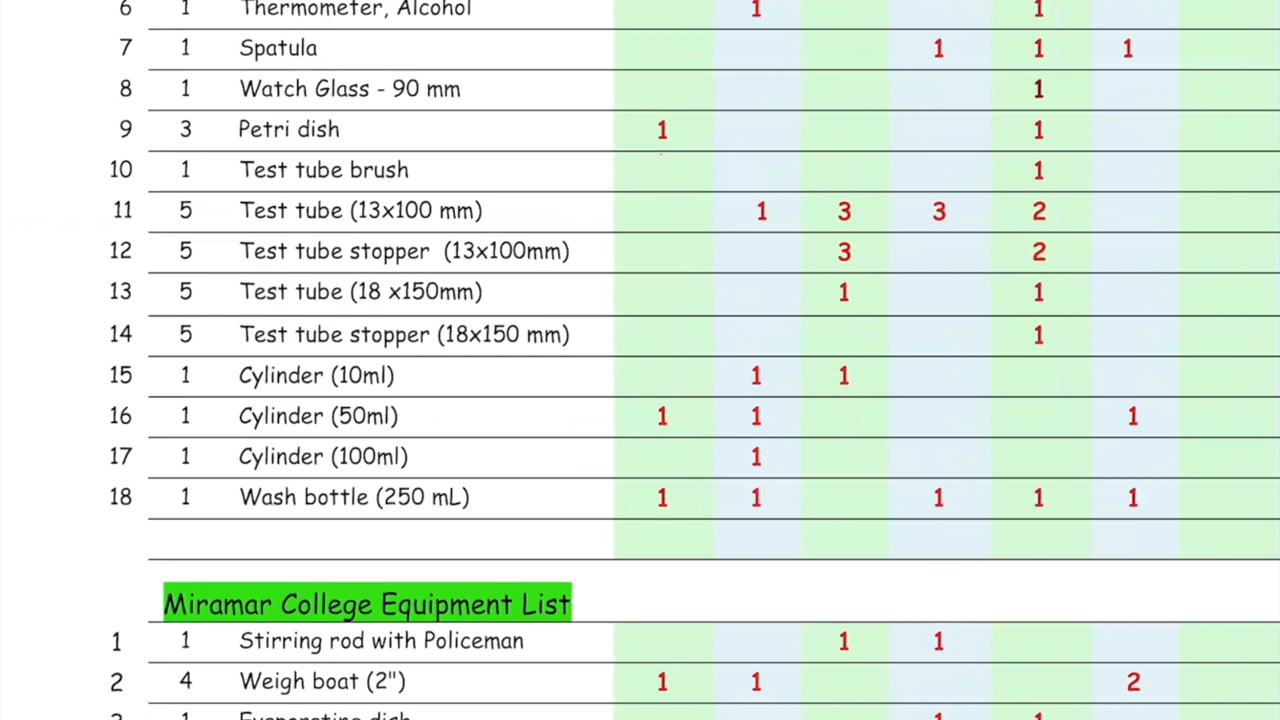 6 1 Thermometer, Alcohol 1 1
7 1 Spatula 1 1 1
8 1 Watch Glass - 90 mm 1
9 3 Petri dish 1 1
10 1 Test tube brush 1
11 5 Test tube (13x100 mm) 1 3 3 2
12 5 Test tube stopper (13x100mm) 3 2
13 5 Test tube (18 x150mm) 1 1
14 5 Test tube stopper (18x150 mm) 1
15 1 Cylinder (10ml) 1 1
16 1 Cylinder (50ml) 1 1 1
17 1 Cylinder (100ml) 1
18 1 Wash bottle (250 mL) 1 1 1 1 1
Miramar College Equipment List
1 1 Stirring rod with Policeman 1 1
2 4 Weigh boat (2") 1 1 2
3 1 Evaporating dish 1 1